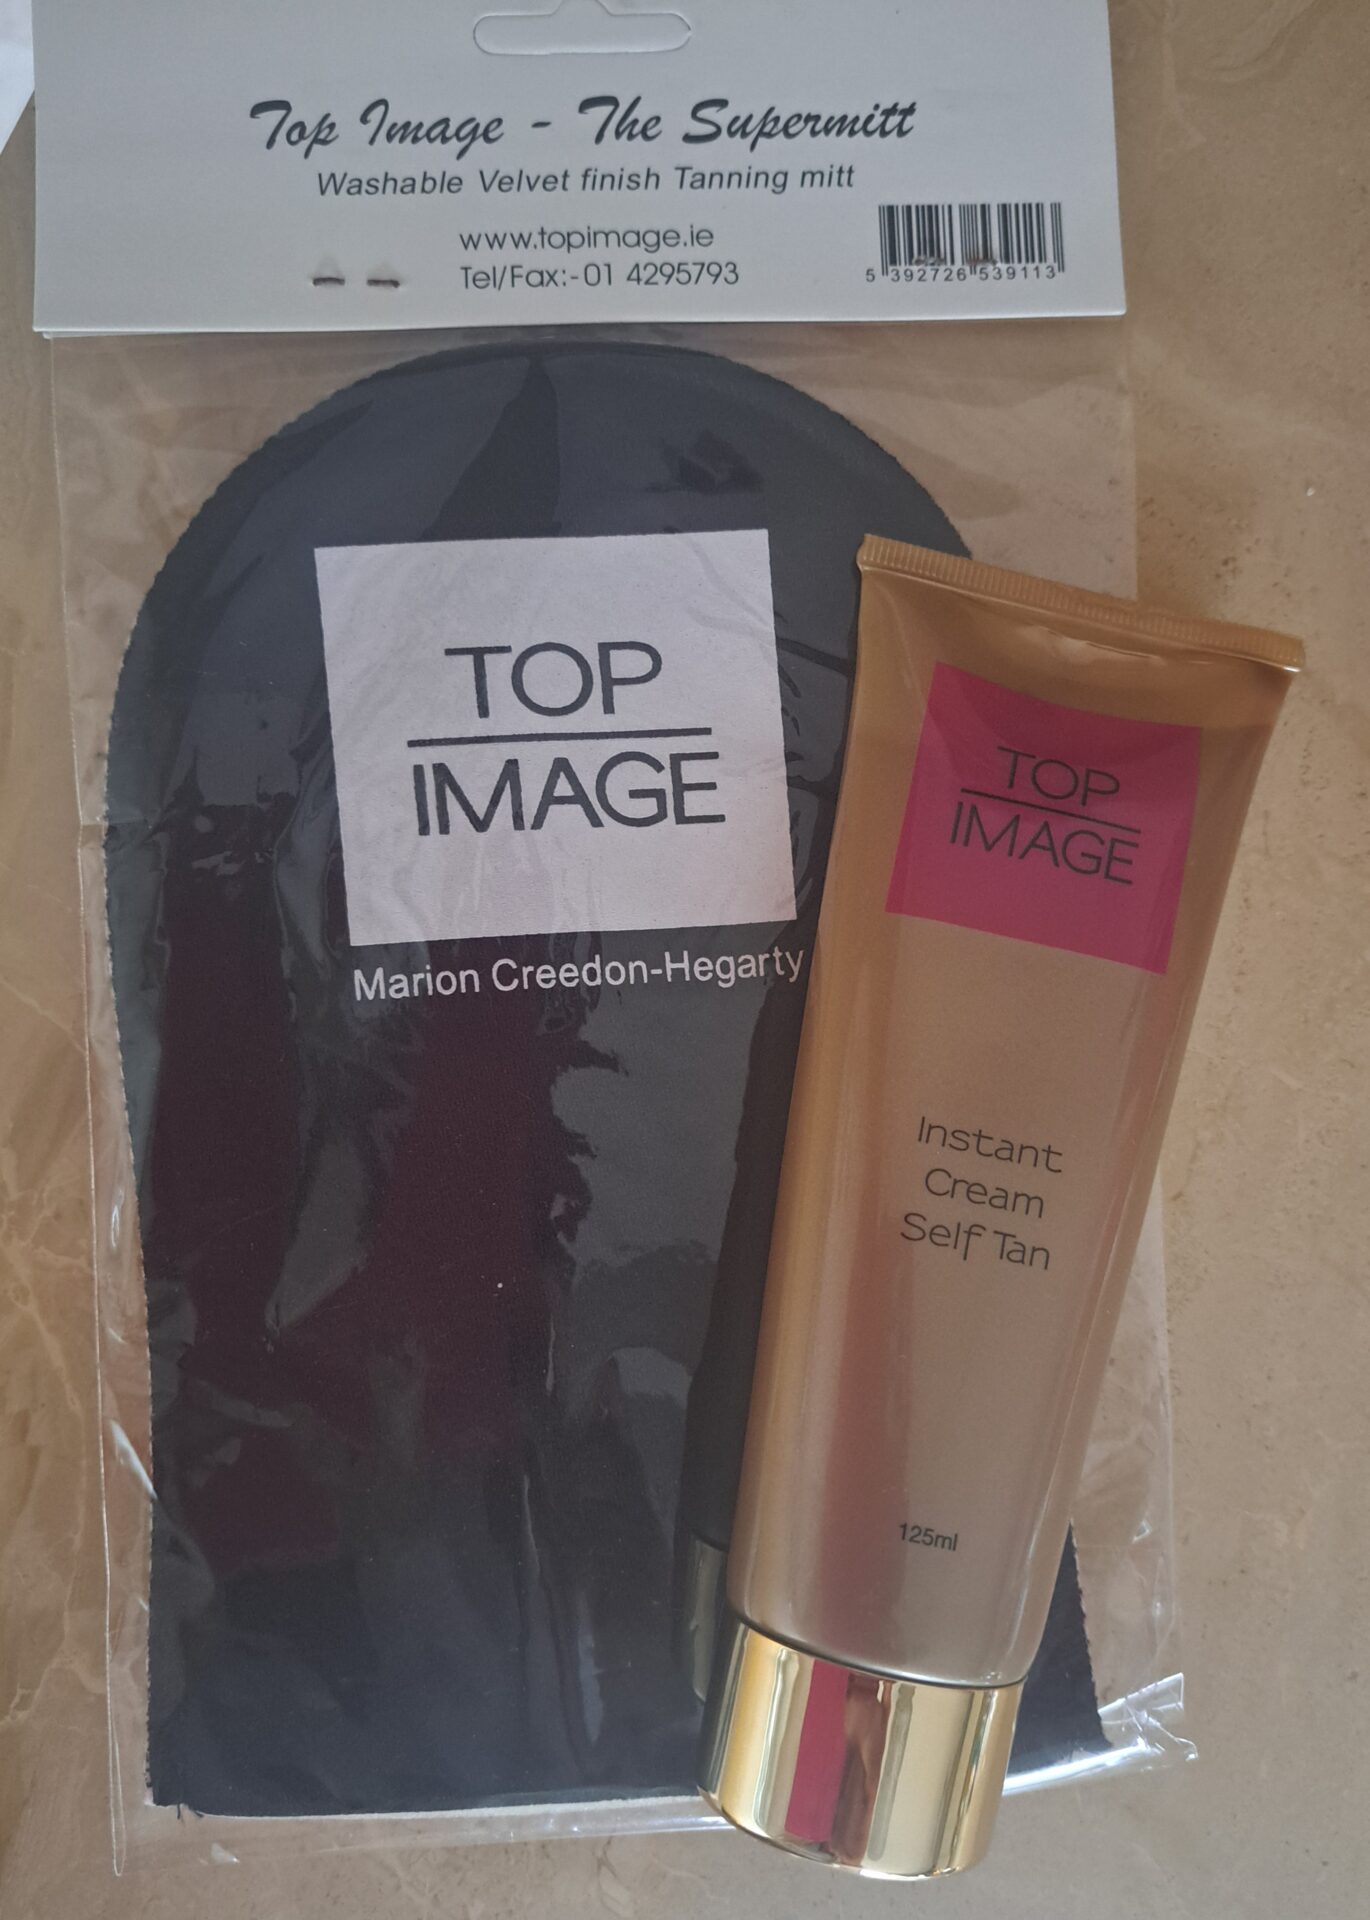 Top Image - The Supermitt
Washable Velvet finish Tanning mitt
www.topimage.ie
Tel/Fax:-01 4295793
5 392726 539113
TOP
IMAGE
Marion Creedon-Hegarty
TOP
IMAGE
Instant
Cream
Self Tan
125ml